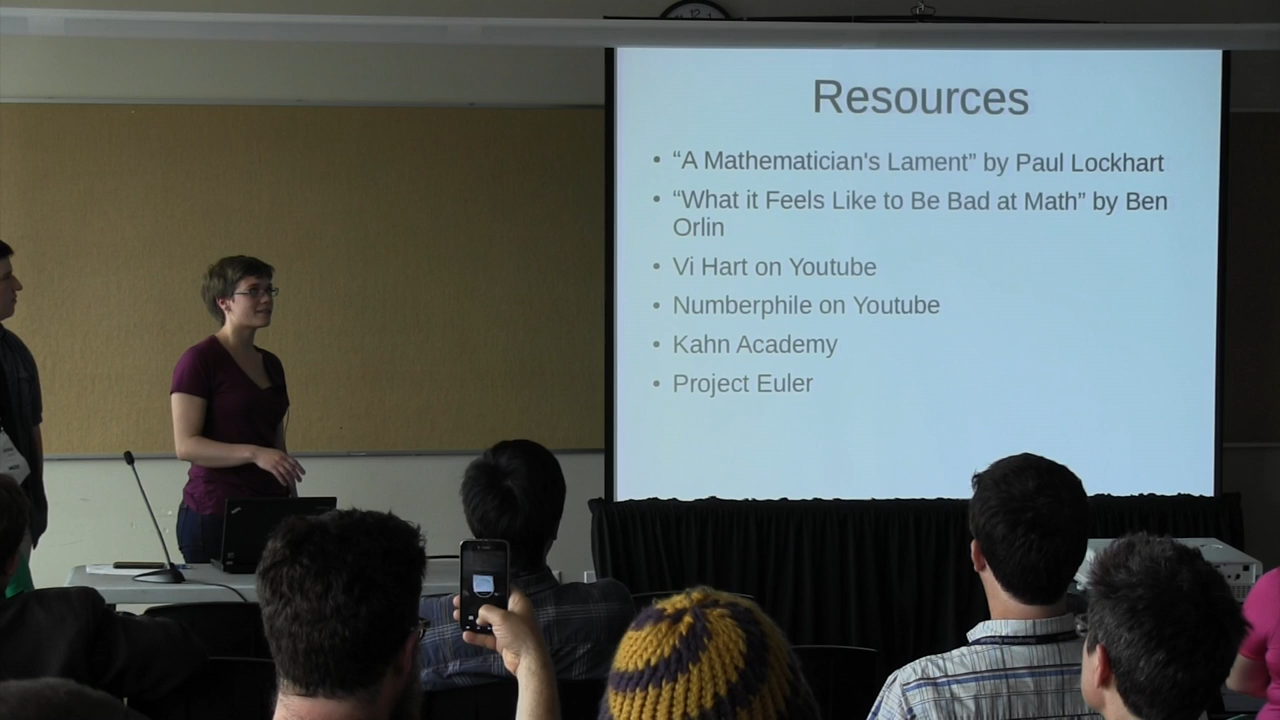 Resources
• “A Mathematician's Lament” by Paul Lockhart
• “What it Feels Like to Be Bad at Math” by Ben
Orlin
• Vi Hart on Youtube
• Numberphile on Youtube
• Kahn Academy
• Project Euler